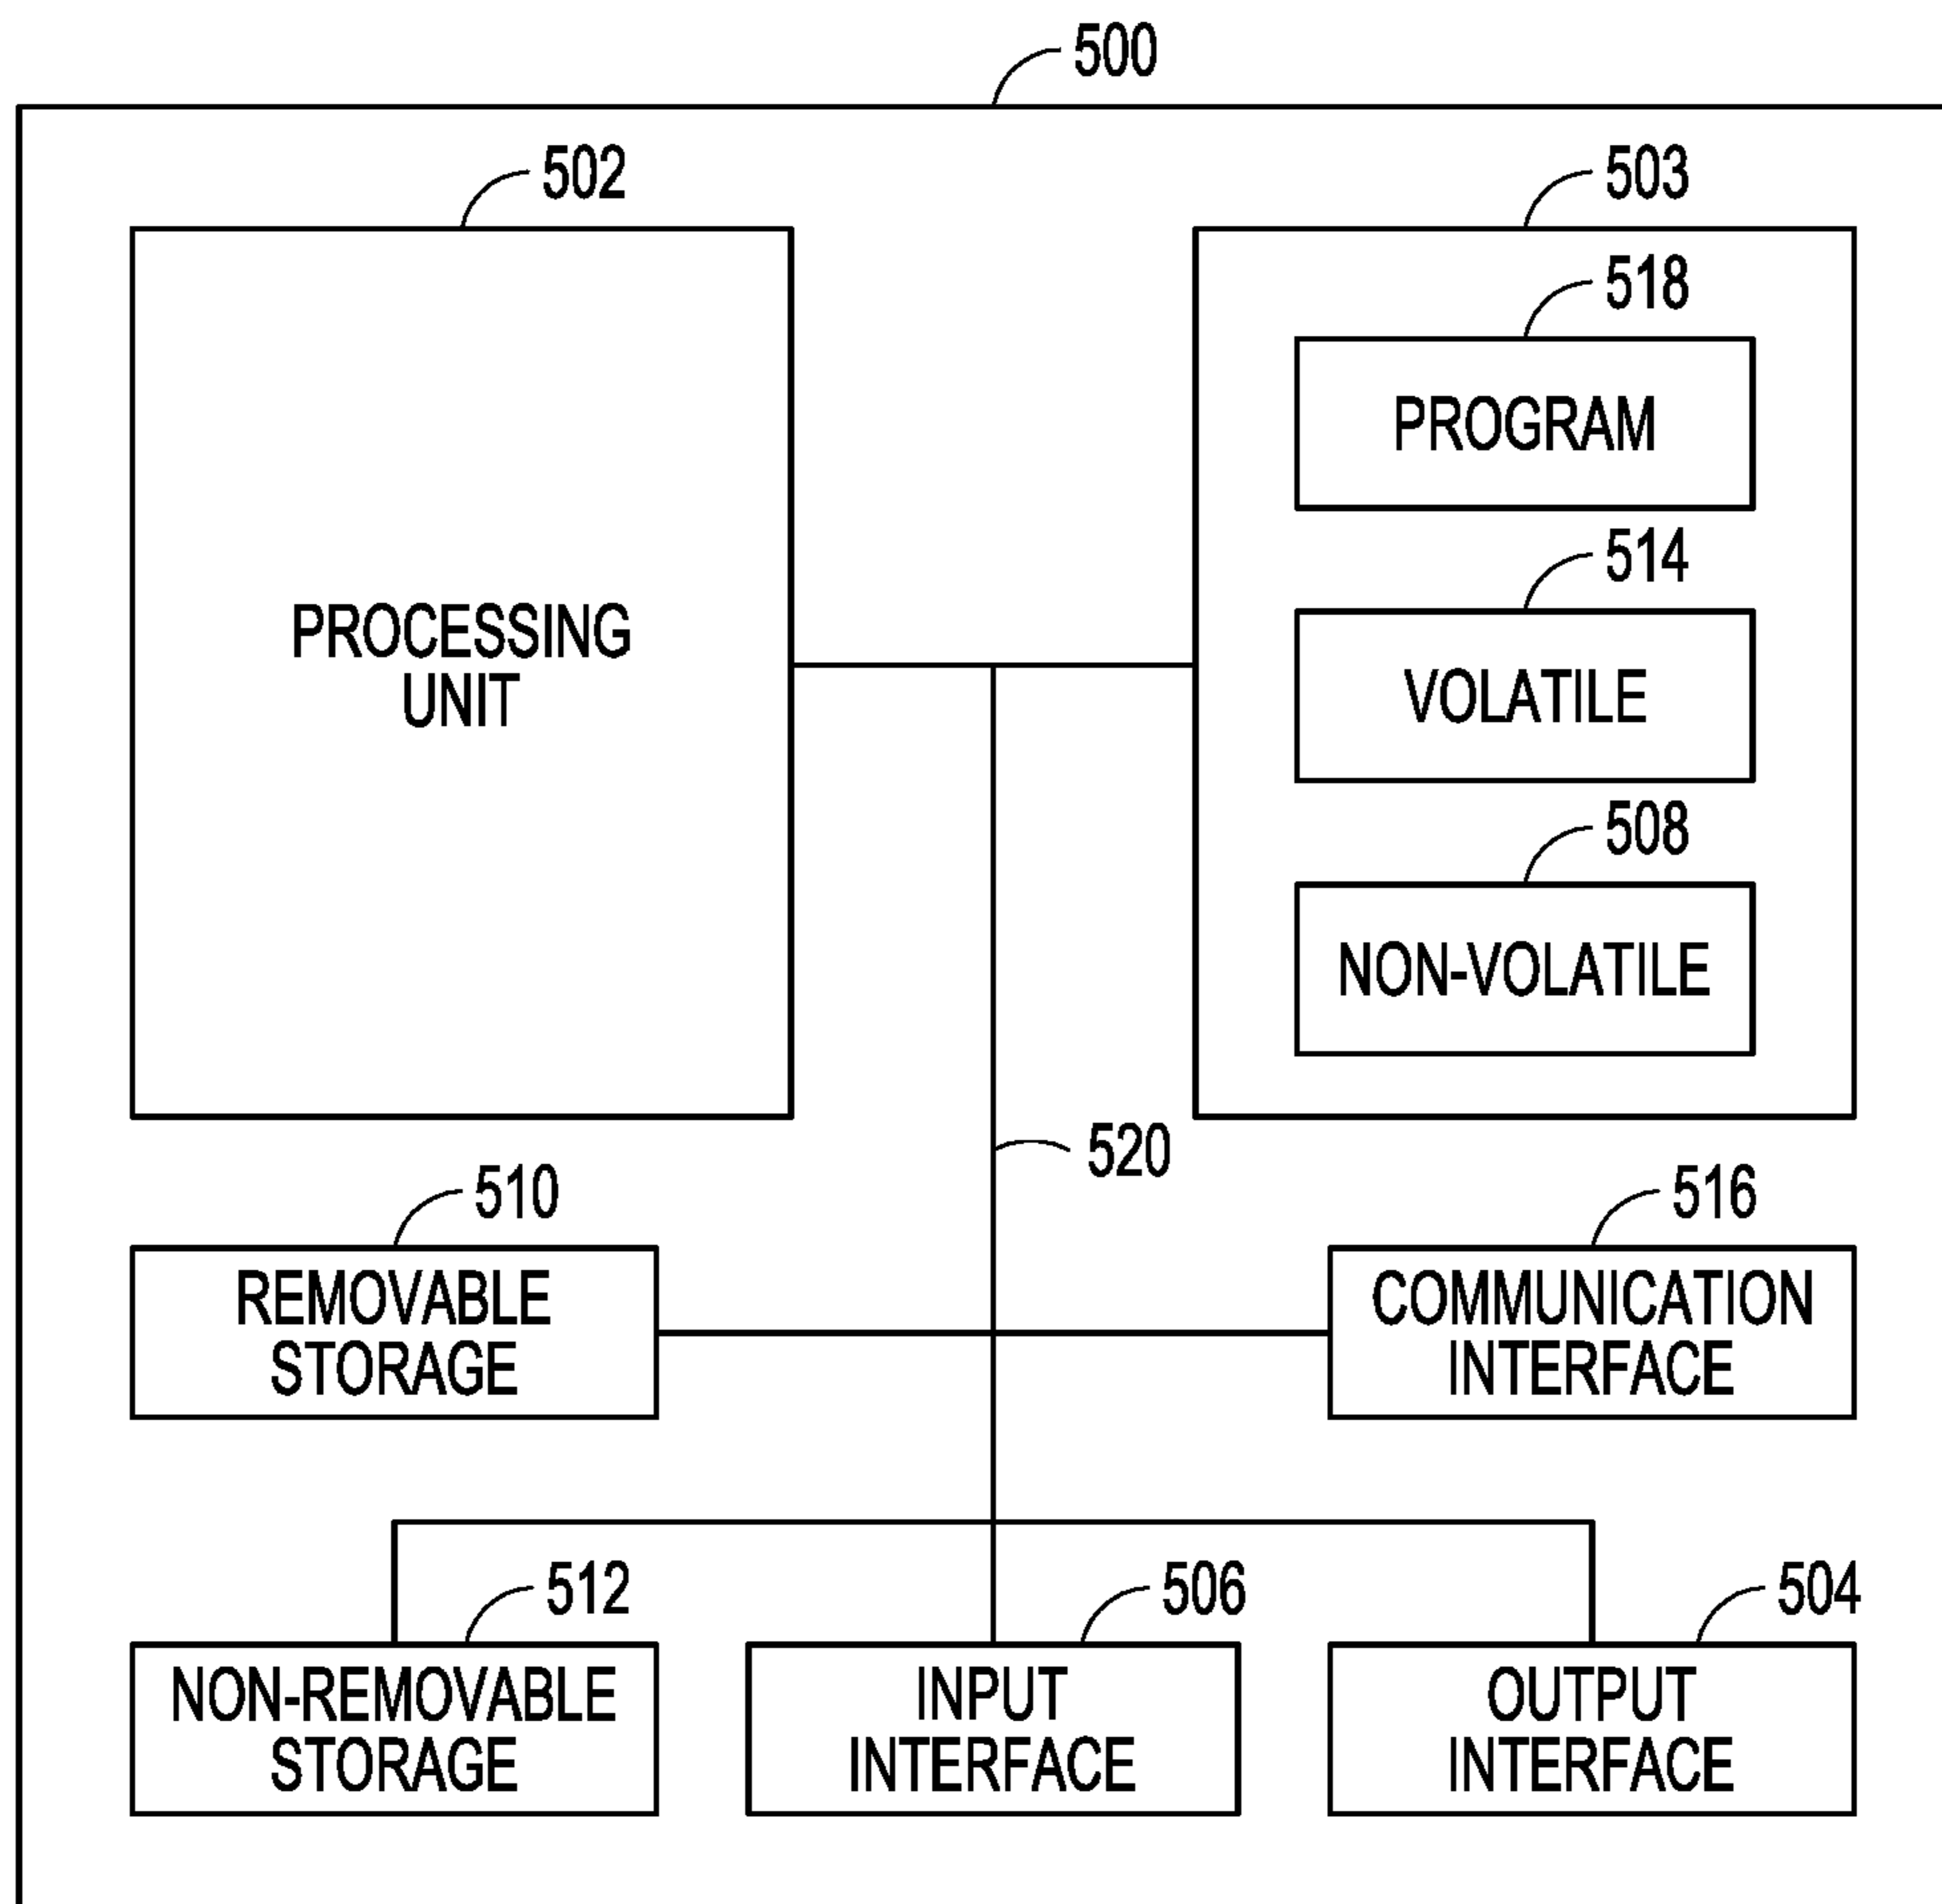 500
502
503
518
PROGRAM
514
PROCESSING
UNIT
VOLATILE
508
NON-VOLATILE
520
510
516
REMOVABLE
STORAGE
COMMUNICATION
INTERFACE
512
506
504
NON-REMOVABLE
STORAGE
INPUT
INTERFACE
OUTPUT
INTERFACE